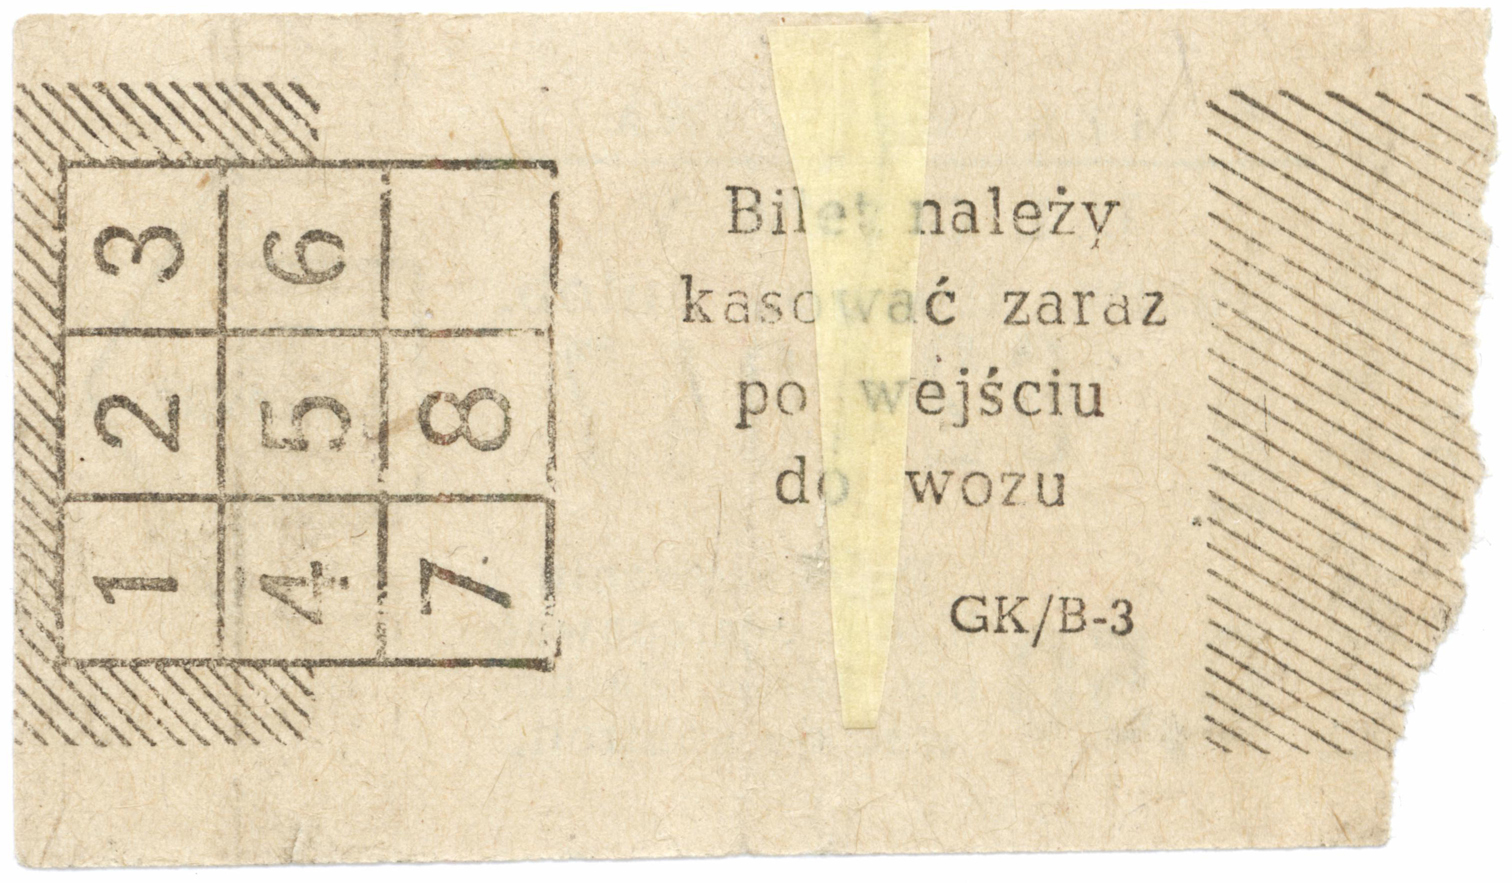 3 6
2 5 8
1 4 7
Bilet należy
kasować zaraz
po wejściu
do wozu
GK/B-3